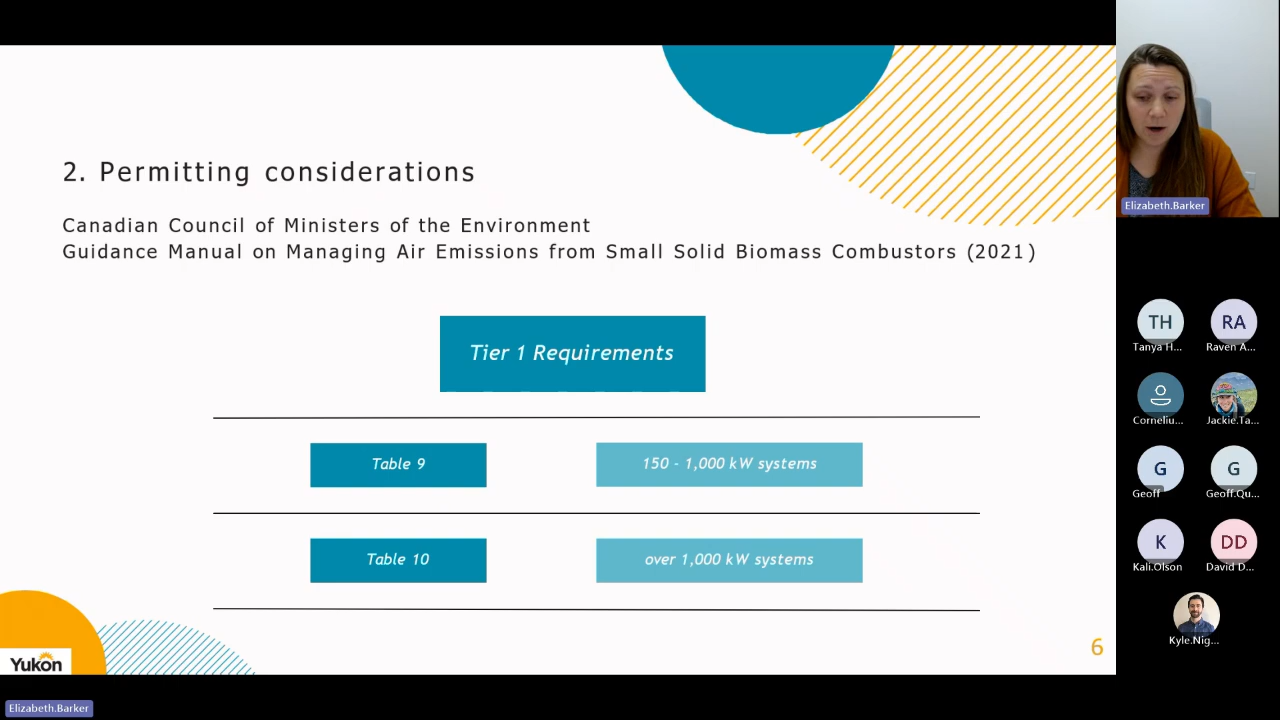 2. Permitting considerations
Canadian Council of Ministers of the Environment
Guidance Manual on Managing Air Emissions from Small Solid Biomass Combustors (2021)
Tier 1 Requirements
Table 9
150 - 1,000 kW systems
Table 10
over 1,000 kW systems
6
Yukon
Elizabeth.Barker
Elizabeth.Barker
TH
RA
Tanya H...
Raven A...
Corneliu...
Jackie.Ta...
G
G
Geoff
Geoff.Qu...
K
DD
Kali.Olson
David D...
Kyle.Nig...